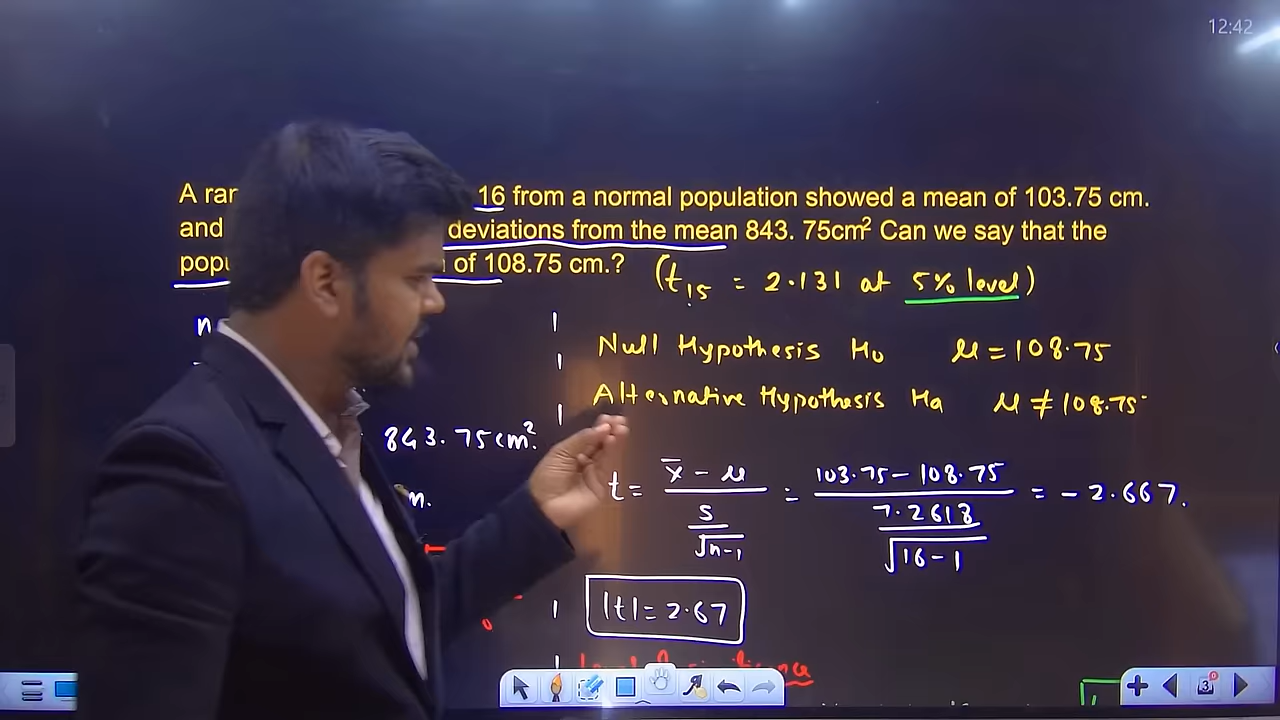 12:42
A ran 16 from a normal population showed a mean of 103.75 cm.
and deviations from the mean 843. 75cm² Can we say that the
popu of 108.75 cm.? (t₁₅ = 2.131 at 5% level)
n
Null Hypothesis H₀ μ = 108.75
Alternative Hypothesis Ha μ ≠ 108.75
843.75cm².
m.
t = x̄ - μ / s/√n-1 = 103.75 - 108.75 / 7.2618/√16-1 = - 2.667.
|t| = 2.67
3